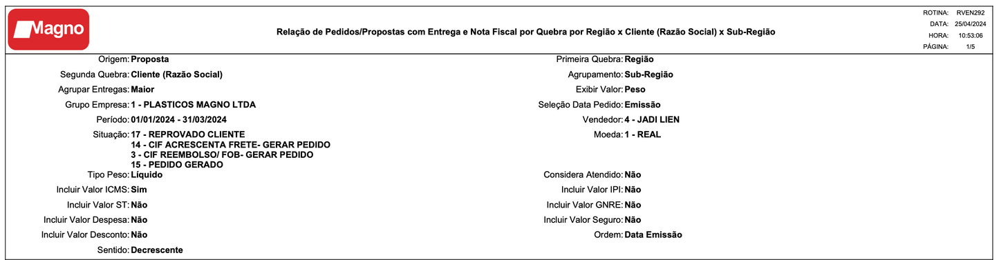 Magno
Relação de Pedidos/Propostas com Entrega e Nota Fiscal por Quebra por Região x Cliente (Razão Social) x Sub-Região
ROTINA: RVEN292
DATA: 25/04/2024
HORA: 10:53:06
PÁGINA: 1/5
Origem: Proposta Primeira Quebra: Região
Segunda Quebra: Cliente (Razão Social) Agrupamento: Sub-Região
Agrupar Entregas: Maior Exibir Valor: Peso
Grupo Empresa: 1 - PLASTICOS MAGNO LTDA Seleção Data Pedido: Emissão
Período: 01/01/2024 - 31/03/2024 Vendedor: 4 - JADI LIEN
Situação: 17 - REPROVADO CLIENTE Moeda: 1 - REAL
14 - CIF ACRESCENTA FRETE- GERAR PEDIDO
3 - CIF REEMBOLSO/ FOB- GERAR PEDIDO
15 - PEDIDO GERADO
Tipo Peso: Líquido Considera Atendido: Não
Incluir Valor ICMS: Sim Incluir Valor IPI: Não
Incluir Valor ST: Não Incluir Valor GNRE: Não
Incluir Valor Despesa: Não Incluir Valor Seguro: Não
Incluir Valor Desconto: Não Ordem: Data Emissão
Sentido: Decrescente